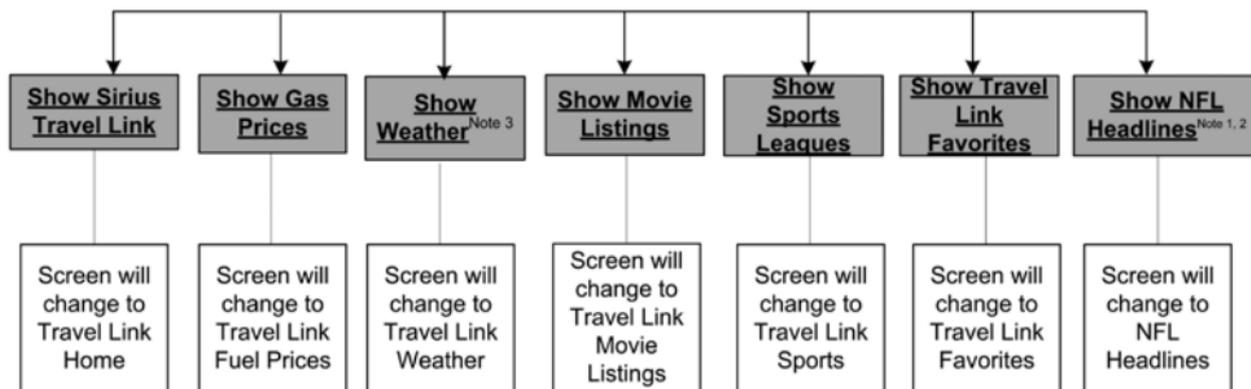 Show Sirius
Travel Link
Show Gas
Prices
Show
Weather Note 3
Show Movie
Listings
Show
Sports
Leagues
Show Travel
Link
Favorites
Show NFL
Headlines Note 1, 2
Screen will
change to
Travel Link
Home
Screen will
change to
Travel Link
Fuel Prices
Screen will
change to
Travel Link
Weather
Screen will
change to
Travel Link
Movie
Listings
Screen will
change to
Travel Link
Sports
Screen will
change to
Travel Link
Favorites
Screen will
change to
NFL
Headlines